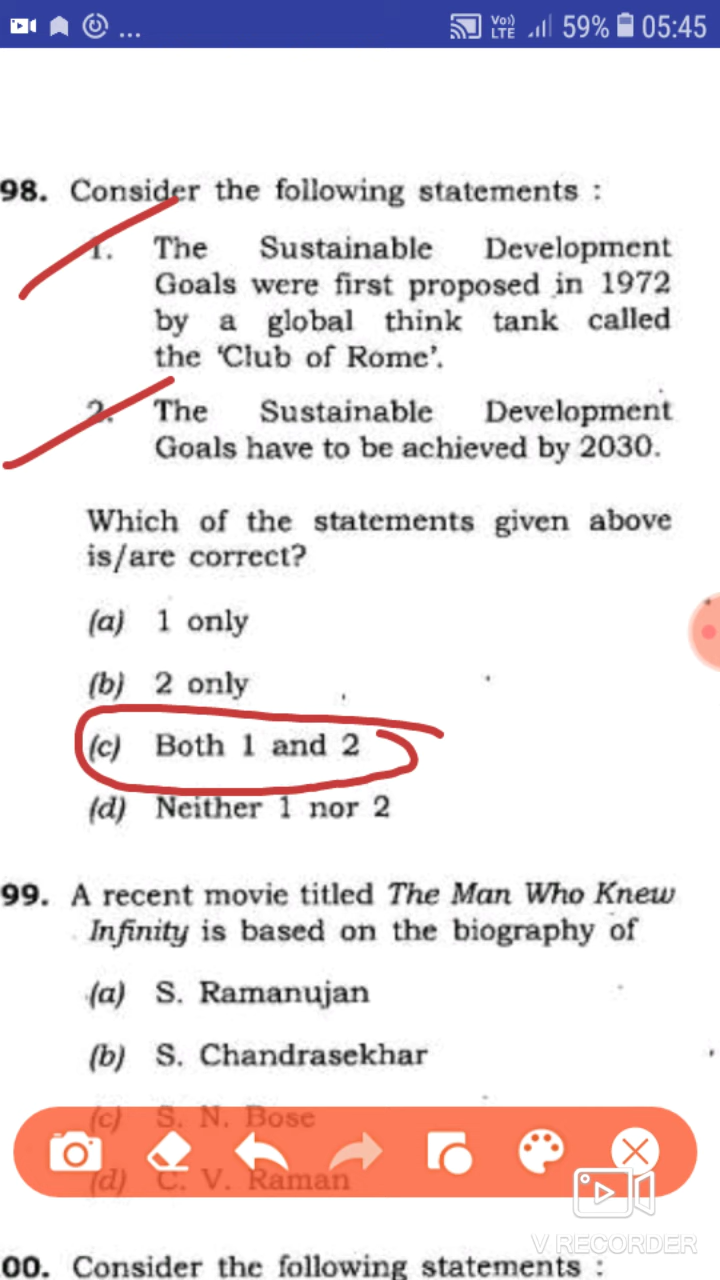 ... Vo)) LTE 59% 05:45
98. Consider the following statements :
1. The Sustainable Development
Goals were first proposed in 1972
by a global think tank called
the ‘Club of Rome’.
2. The Sustainable Development
Goals have to be achieved by 2030.
Which of the statements given above
is/are correct?
(a) 1 only
(b) 2 only
(c) Both 1 and 2
(d) Neither 1 nor 2
99. A recent movie titled The Man Who Knew
Infinity is based on the biography of
(a) S. Ramanujan
(b) S. Chandrasekhar
(c) S. N. Bose
(d) C. V. Raman
V RECORDER
00. Consider the following statements :